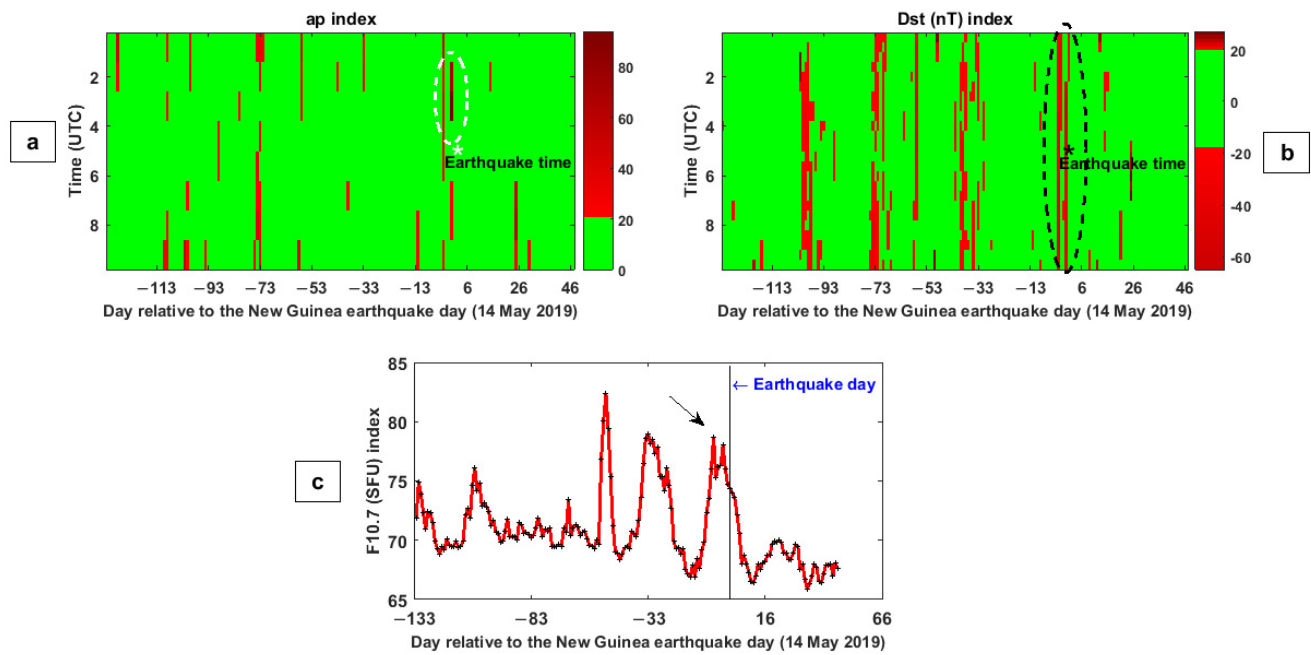 ap index
a
Time (UTC)
2
4
6
8
Earthquake time
80
60
40
20
0
−113 −93 −73 −53 −33 −13 6 26 46
Day relative to the New Guinea earthquake day (14 May 2019)
Dst (nT) index
b
Time (UTC)
2
4
6
8
Earthquake time
20
0
-20
-40
-60
−113 −93 −73 −53 −33 −13 6 26 46
Day relative to the New Guinea earthquake day (14 May 2019)
c
F10.7 (SFU) index
85
80
75
70
65
← Earthquake day
−133 −83 −33 16 66
Day relative to the New Guinea earthquake day (14 May 2019)